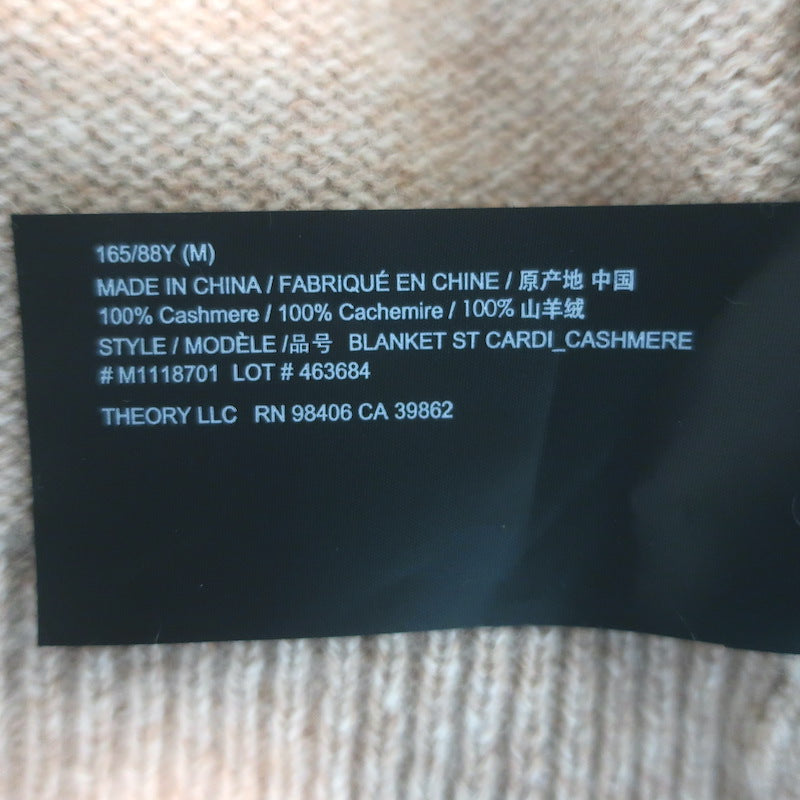 165/88Y (M)
MADE IN CHINA / FABRIQUÉ EN CHINE / 原产地 中国
100% Cashmere / 100% Cachemire / 100% 山羊绒
STYLE / MODÈLE /品号 BLANKET ST CARDI_CASHMERE
# M1118701 LOT # 463684
THEORY LLC RN 98406 CA 39862